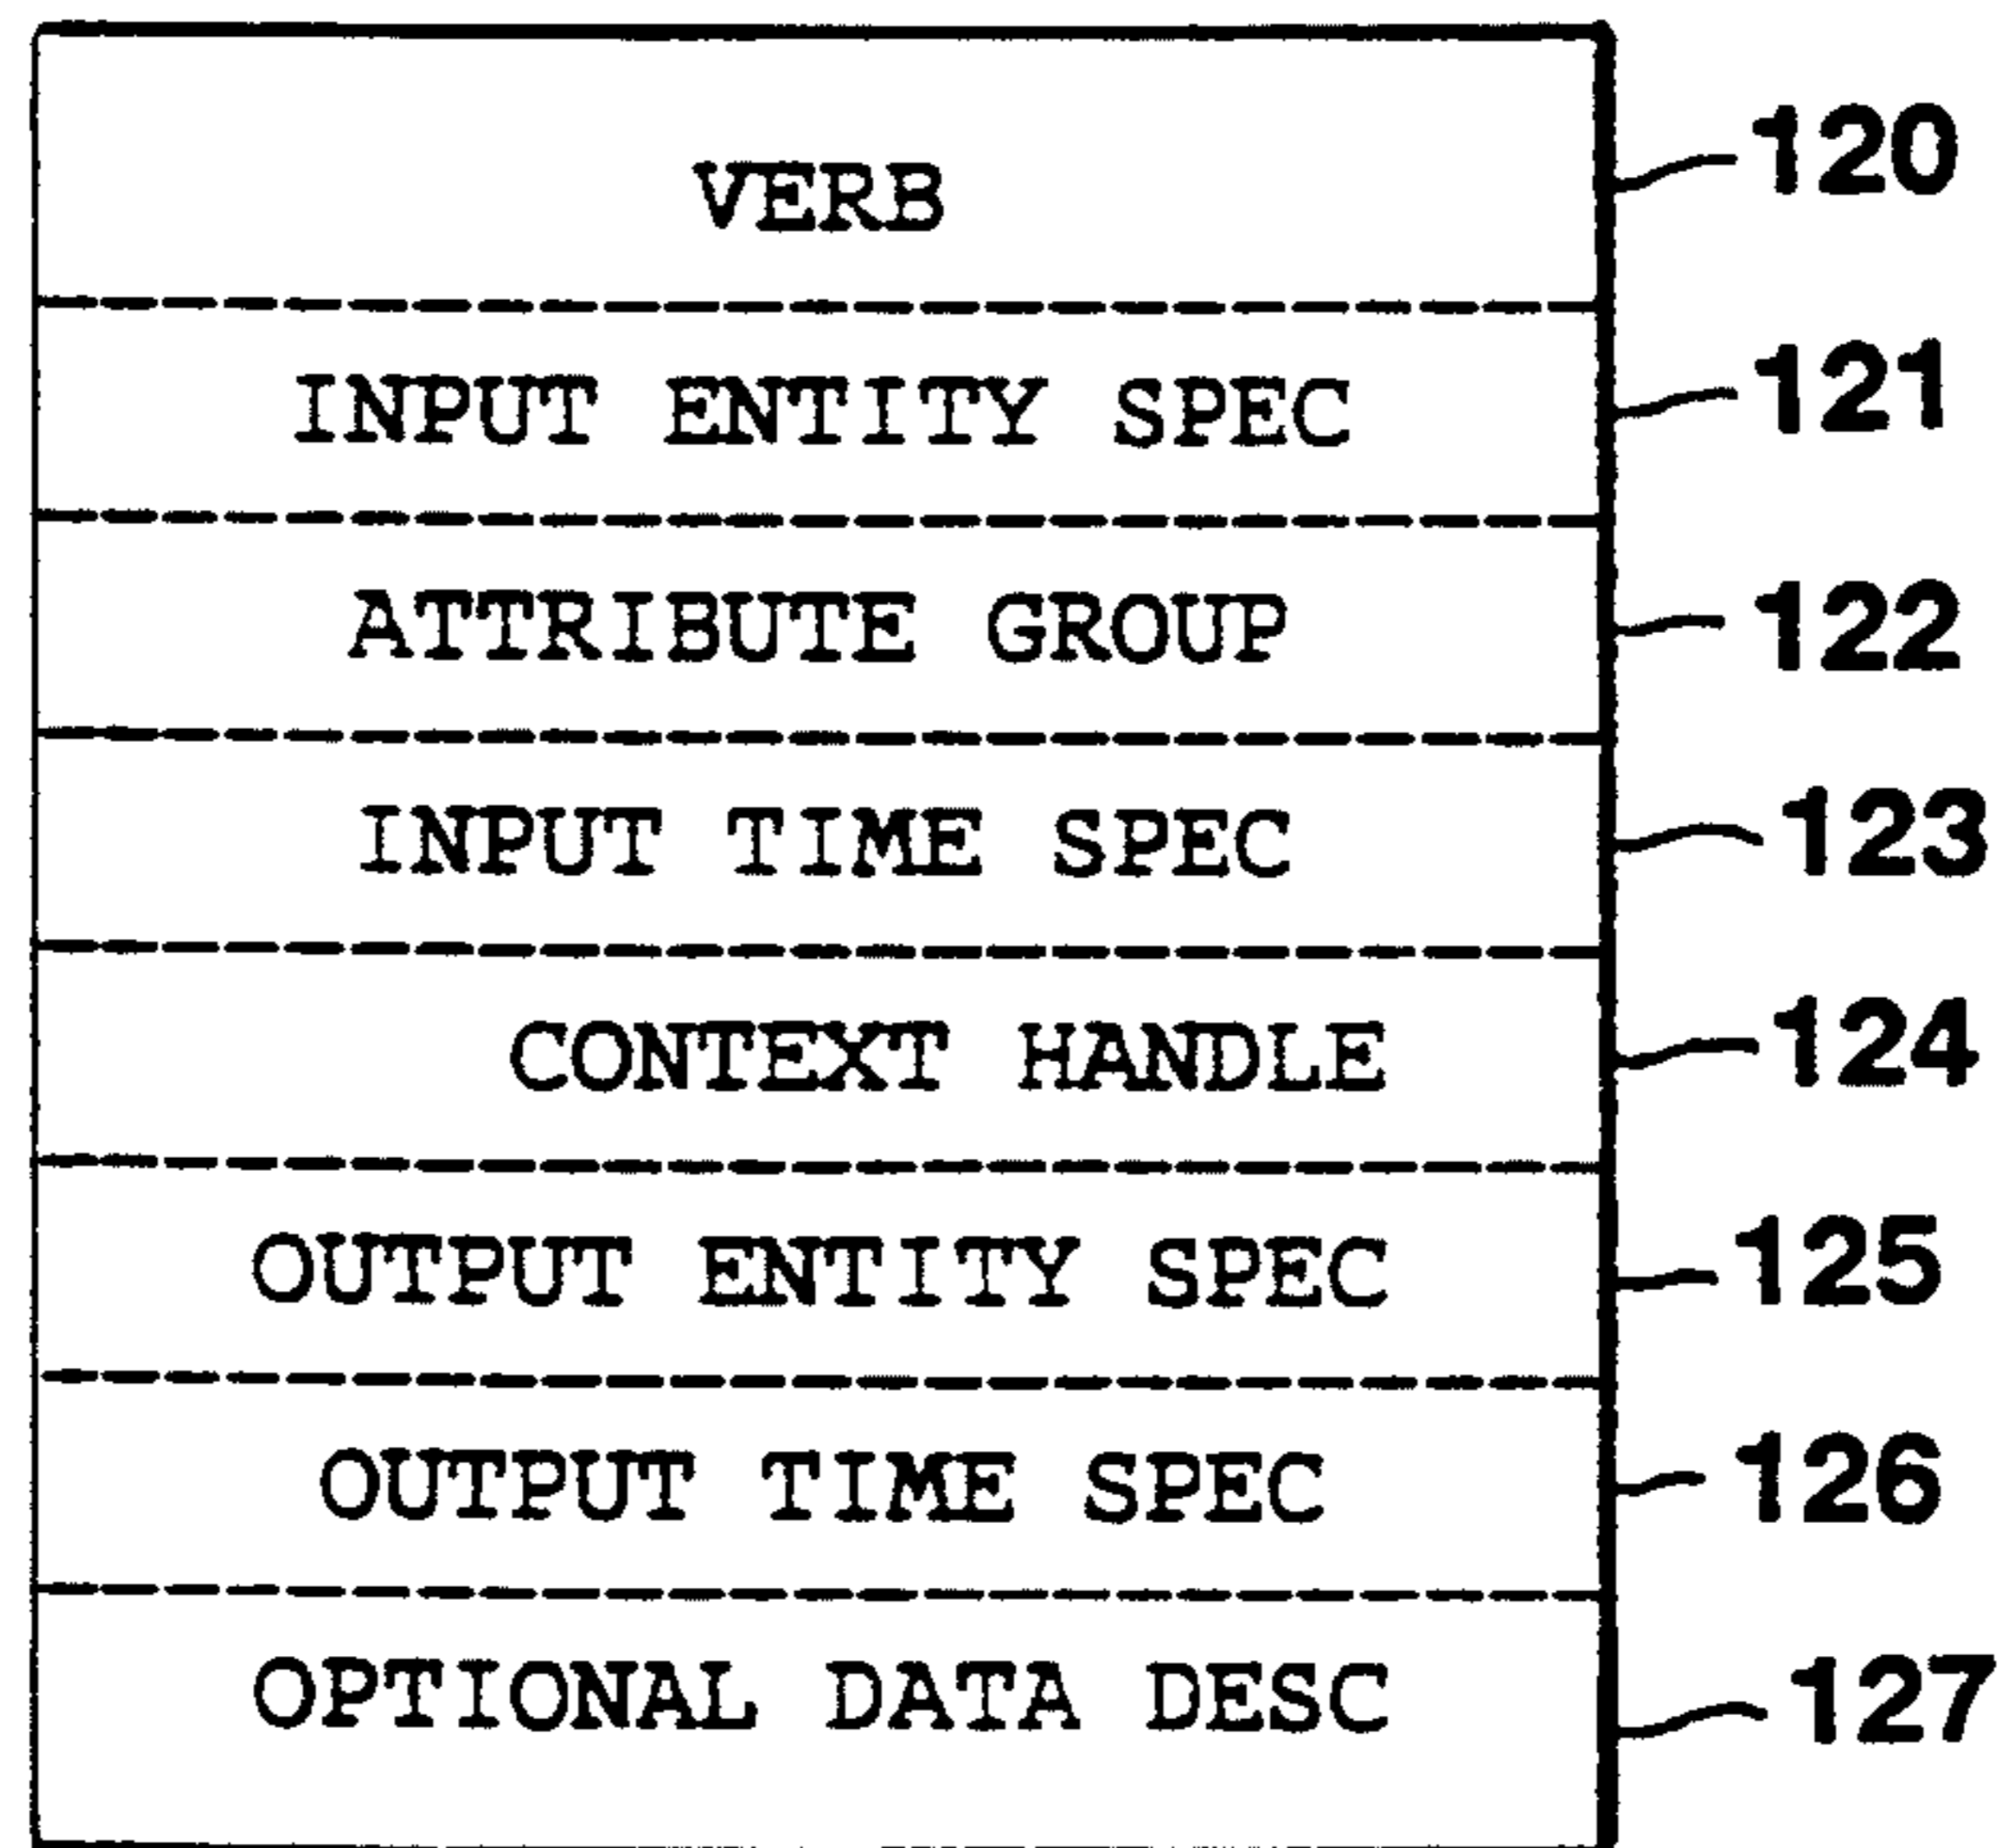 VERB 120
INPUT ENTITY SPEC 121
ATTRIBUTE GROUP 122
INPUT TIME SPEC 123
CONTEXT HANDLE 124
OUTPUT ENTITY SPEC 125
OUTPUT TIME SPEC 126
OPTIONAL DATA DESC 127